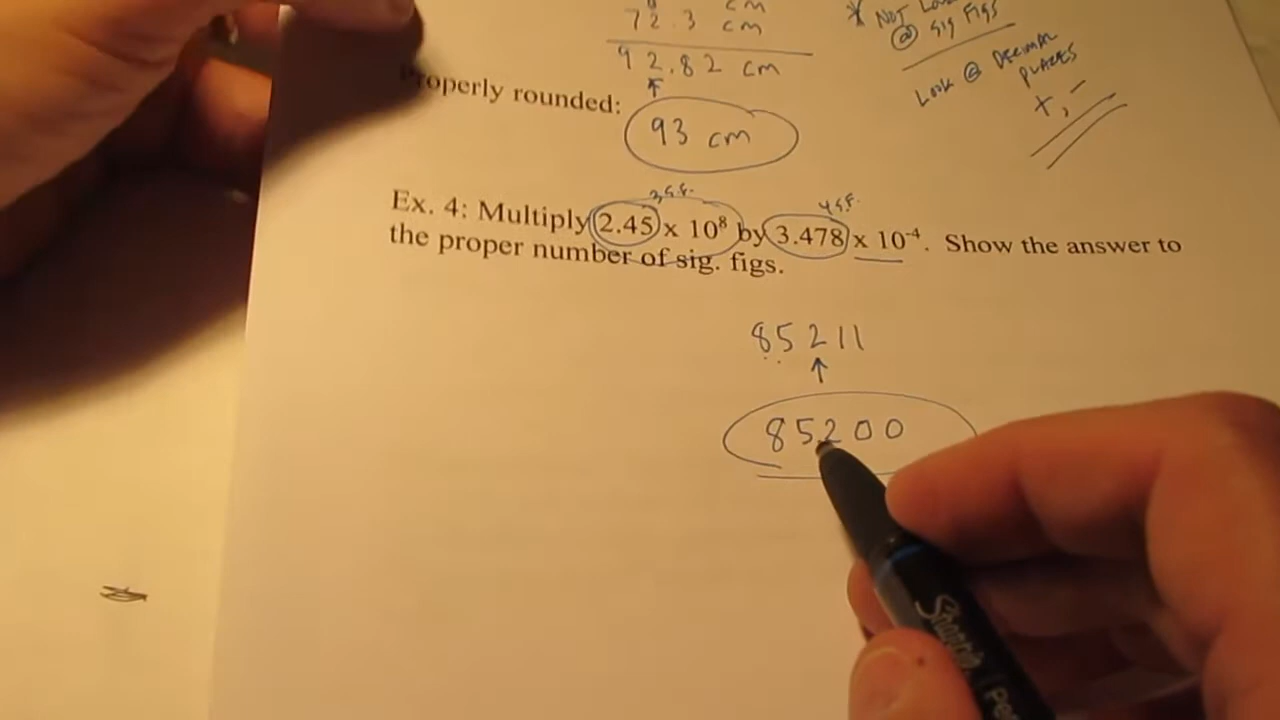 cm
72.3 cm
92.82 cm
* NOT
@ SIG FIGS
LOOK @ DECIMAL
PLACES
+, -
Properly rounded:
93 cm
3 S.F.
4 S.F.
Ex. 4: Multiply 2.45 x 10⁸ by 3.478 x 10⁻⁴. Show the answer to
the proper number of sig. figs.
85211
85200
Sharpie